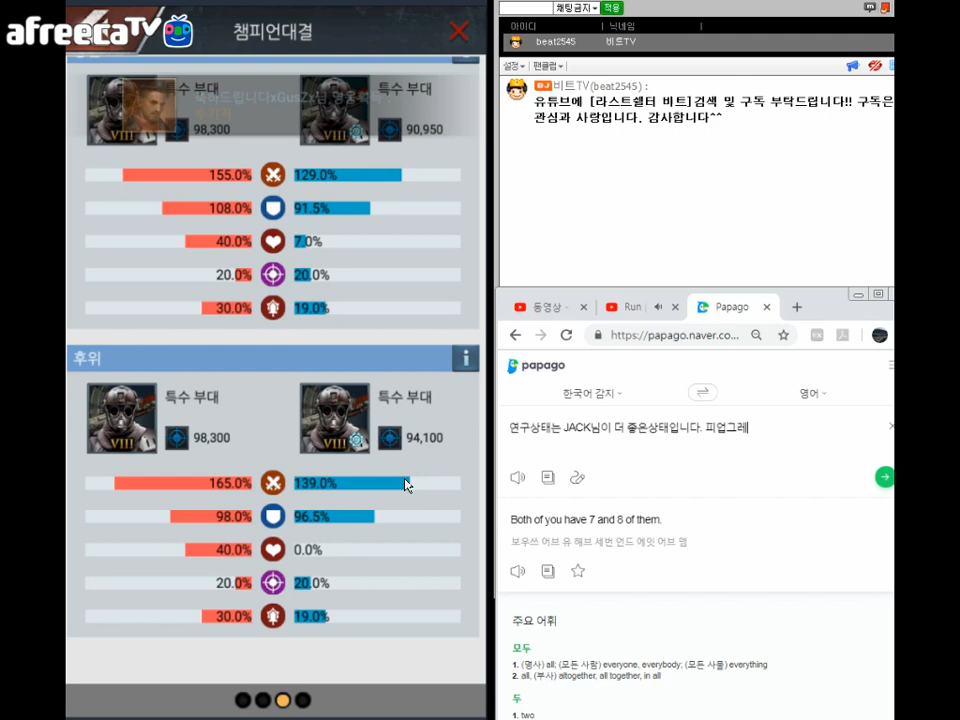 afreecaTV
챔피언대결
특수 부대
특수 부대
VIII
98,300
VIII
90,950
155.0%
129.0%
108.0%
91.5%
40.0%
7.0%
20.0%
20.0%
30.0%
19.0%
후위
i
특수 부대
특수 부대
VIII
98,300
VIII
94,100
165.0%
139.0%
98.0%
96.5%
40.0%
0.0%
20.0%
20.0%
30.0%
19.0%
채팅금지
적용
아이디
닉네임
beat2545
비트TV
설정
팬클럽
BJ 비트TV(beat2545) :
유튜브에 [라스트쉘터 비트]검색 및 구독 부탁드립니다!! 구독은
관심과 사랑입니다. 감사합니다^^
동영상
Run
Papago
https://papago.naver.co...
papago
한국어 감지
영어
연구상태는 JACK님이 더 좋은상태입니다. 피업그레
Both of you have 7 and 8 of them.
보우쓰 어브 유 해브 세번 언드 에잇 어브 뎀
주요 어휘
모두
1. (명사) all; (모든 사람) everyone, everybody; (모든 사물) everything
2. all, (부사) altogether, all together, in all
두
1. two